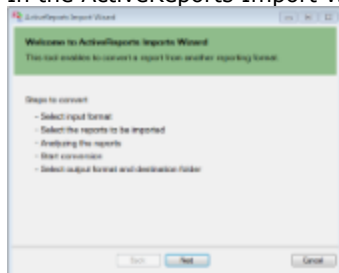 In the ActiveReports Import W
ActiveReports Import Wizard
Welcome to ActiveReports Imports Wizard
This tool enables to convert a report from another reporting format.
Steps to convert
- Select input format
- Select the reports to be imported
- Analyzing the reports
- Start conversion
- Select output format and destination folder
Back Next Cancel